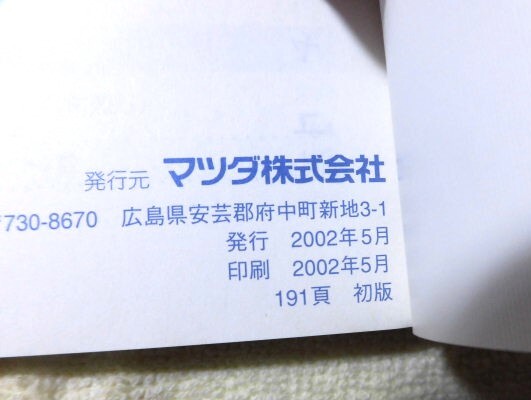 発行元 マツダ株式会社
〒730-8670 広島県安芸郡府中町新地3-1
発行 2002年5月
印刷 2002年5月
191頁 初版